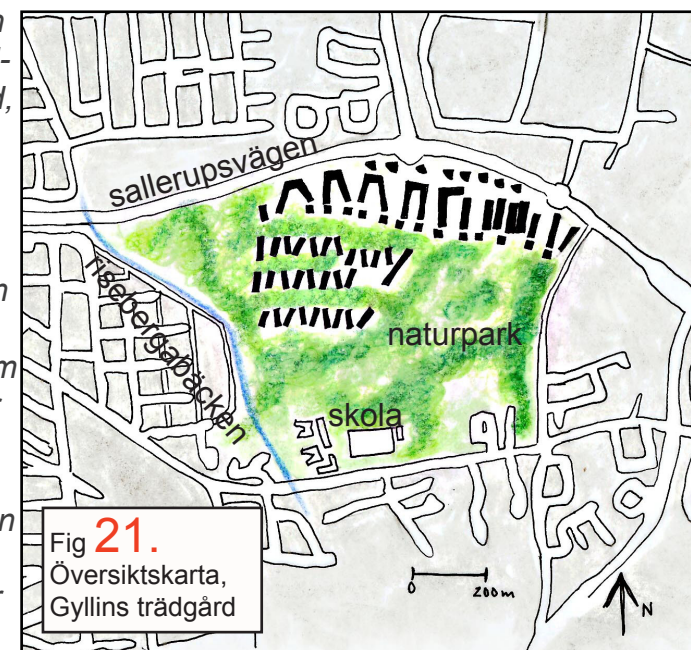 d,
sallerupsvägen
risebergabäcken
naturpark
skola
Fig 21.
Översiktskarta,
Gyllins trädgård
0 200m
N